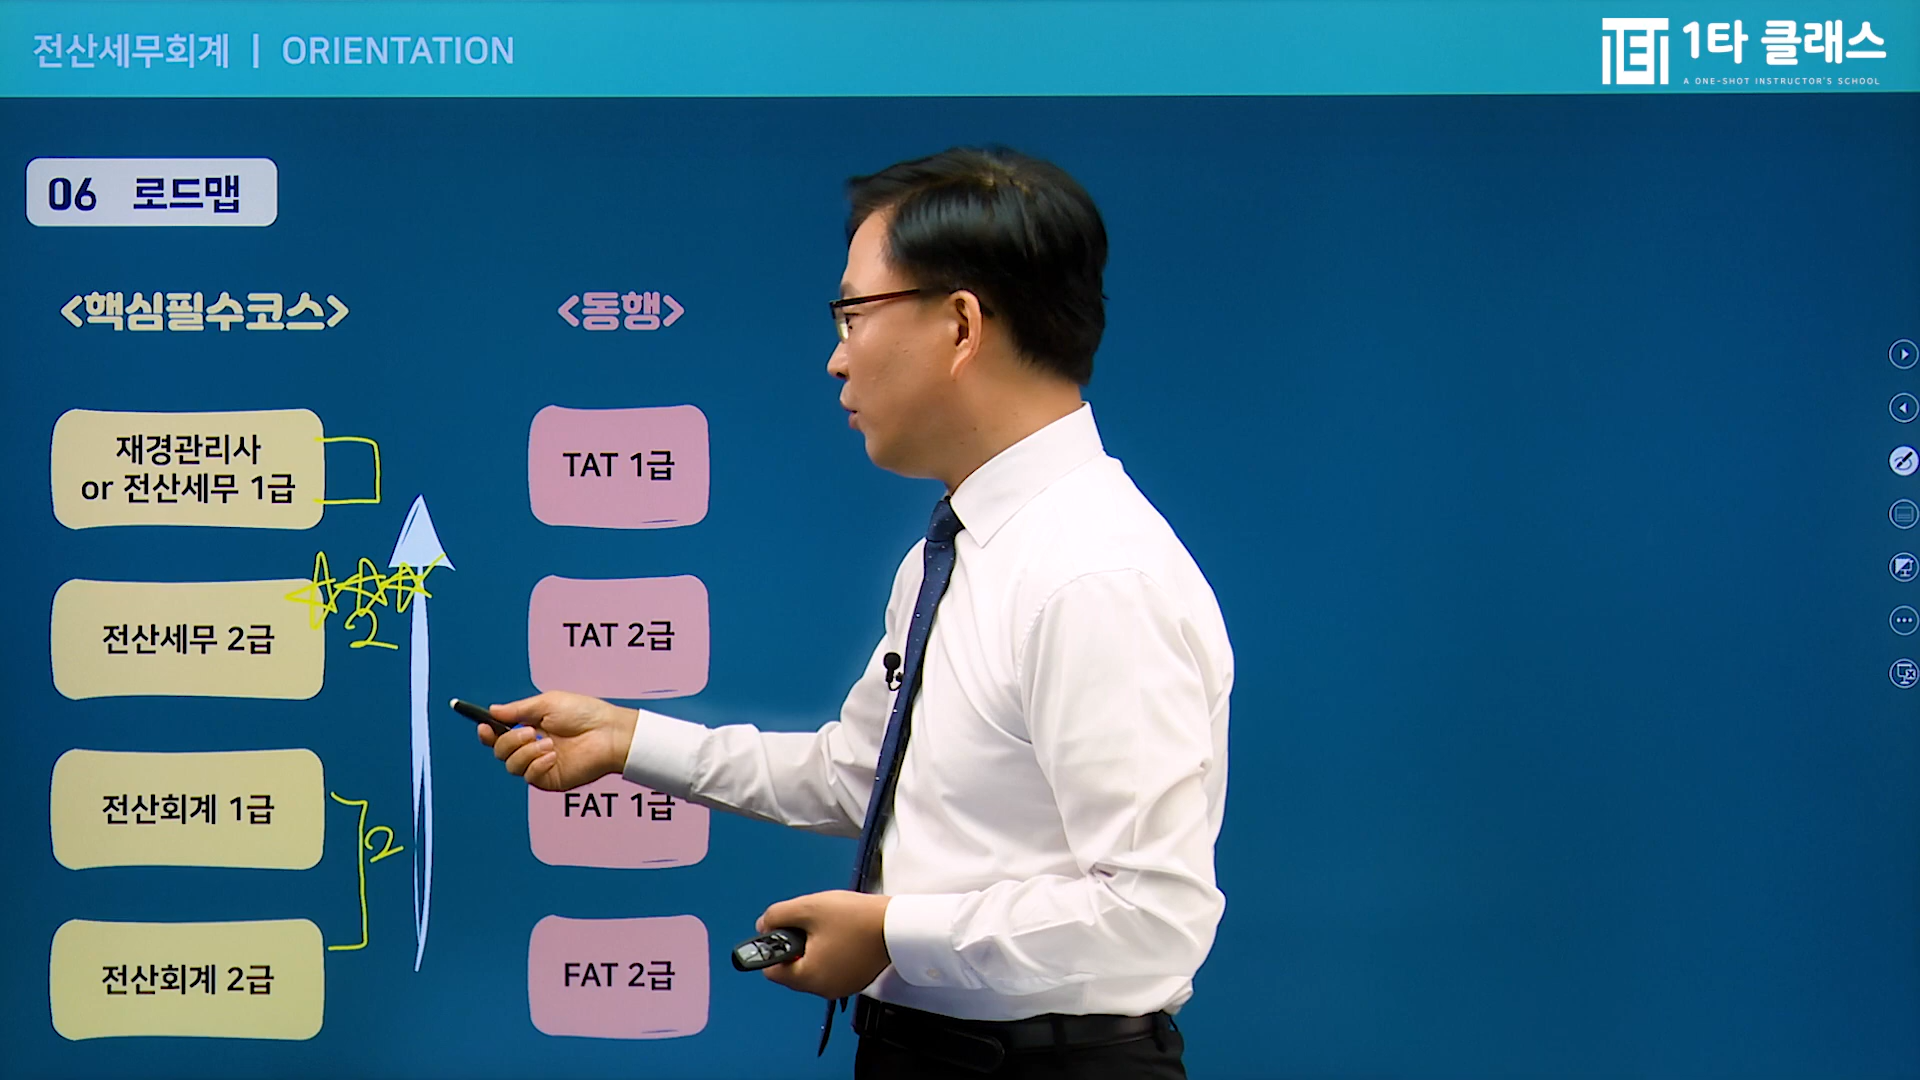 전산세무회계 | ORIENTATION
1타 클래스
A ONE-SHOT INSTRUCTOR'S SCHOOL
06 로드맵
<핵심필수코스>
<동행>
재경관리사
or 전산세무 1급
TAT 1급
전산세무 2급
2
TAT 2급
전산회계 1급
2
FAT 1급
전산회계 2급
FAT 2급